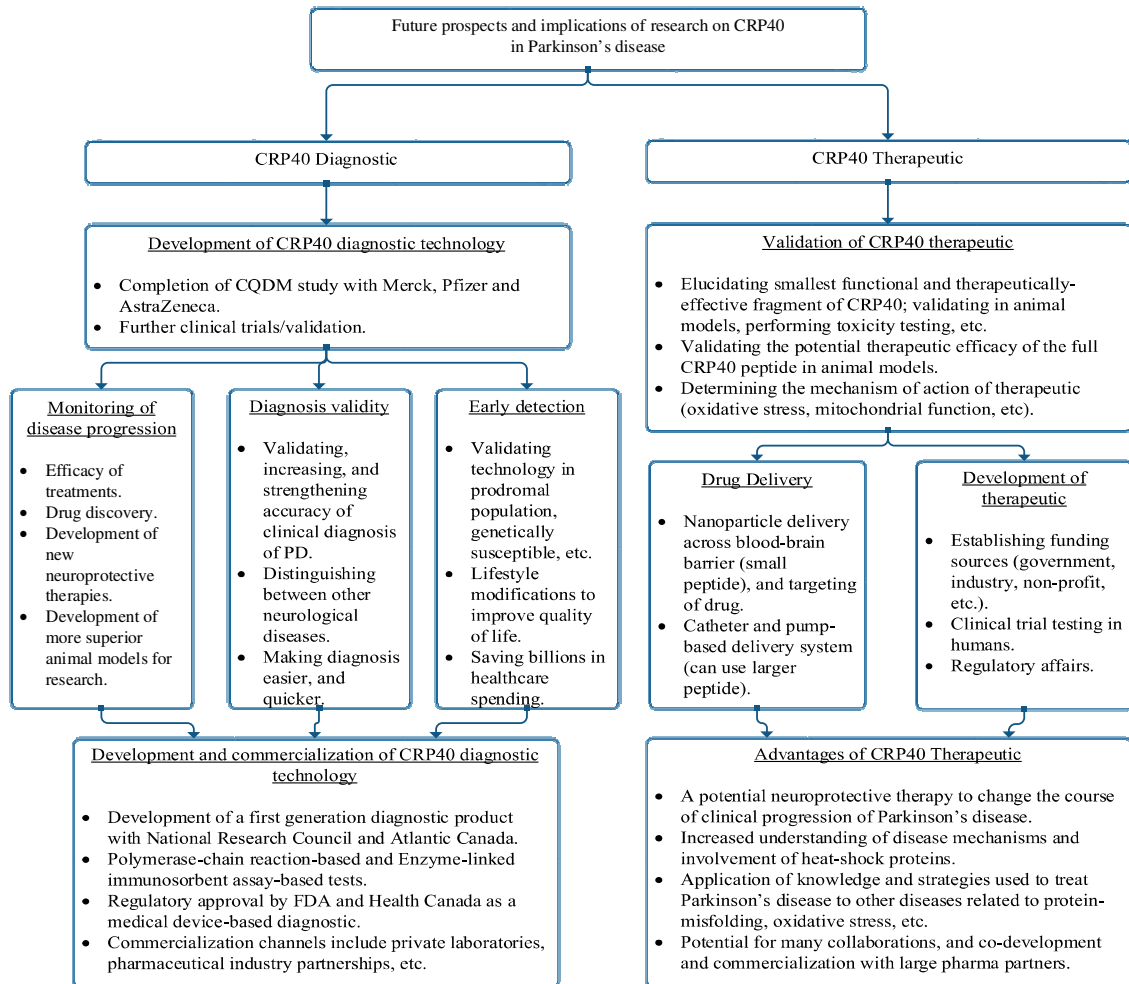 Future prospects and implications of research on CRP40
in Parkinson's disease
CRP40 Diagnostic
CRP40 Therapeutic
Development of CRP40 diagnostic technology
• Completion of CQDM study with Merck, Pfizer and
AstraZeneca.
• Further clinical trials/validation.
Validation of CRP40 therapeutic
• Elucidating smallest functional and therapeutically-
effective fragment of CRP40; validating in animal
models, performing toxicity testing, etc.
• Validating the potential therapeutic efficacy of the full
CRP40 peptide in animal models.
• Determining the mechanism of action of therapeutic
(oxidative stress, mitochondrial function, etc).
Monitoring of
disease progression
• Efficacy of
treatments.
• Drug discovery.
• Development of
new
neuroprotective
therapies.
• Development of
more superior
animal models for
research.
Diagnosis validity
• Validating,
increasing, and
strengthening
accuracy of
clinical diagnosis
of PD.
• Distinguishing
between other
neurological
diseases.
• Making diagnosis
easier, and
quicker.
Early detection
• Validating
technology in
prodromal
population,
genetically
susceptible, etc.
• Lifestyle
modifications to
improve quality
of life.
• Saving billions in
healthcare
spending.
Drug Delivery
• Nanoparticle delivery
across blood-brain
barrier (small
peptide), and targeting
of drug.
• Catheter and pump-
based delivery system
(can use larger
peptide).
Development of
therapeutic
• Establishing funding
sources (government,
industry, non-profit,
etc.).
• Clinical trial testing in
humans.
• Regulatory affairs.
Development and commercialization of CRP40 diagnostic
technology
• Development of a first generation diagnostic product
with National Research Council and Atlantic Canada.
• Polymerase-chain reaction-based and Enzyme-linked
immunosorbent assay-based tests.
• Regulatory approval by FDA and Health Canada as a
medical device-based diagnostic.
• Commercialization channels include private laboratories,
pharmaceutical industry partnerships, etc.
Advantages of CRP40 Therapeutic
• A potential neuroprotective therapy to change the course
of clinical progression of Parkinson's disease.
• Increased understanding of disease mechanisms and
involvement of heat-shock proteins.
• Application of knowledge and strategies used to treat
Parkinson's disease to other diseases related to protein-
misfolding, oxidative stress, etc.
• Potential for many collaborations, and co-development
and commercialization with large pharma partners.